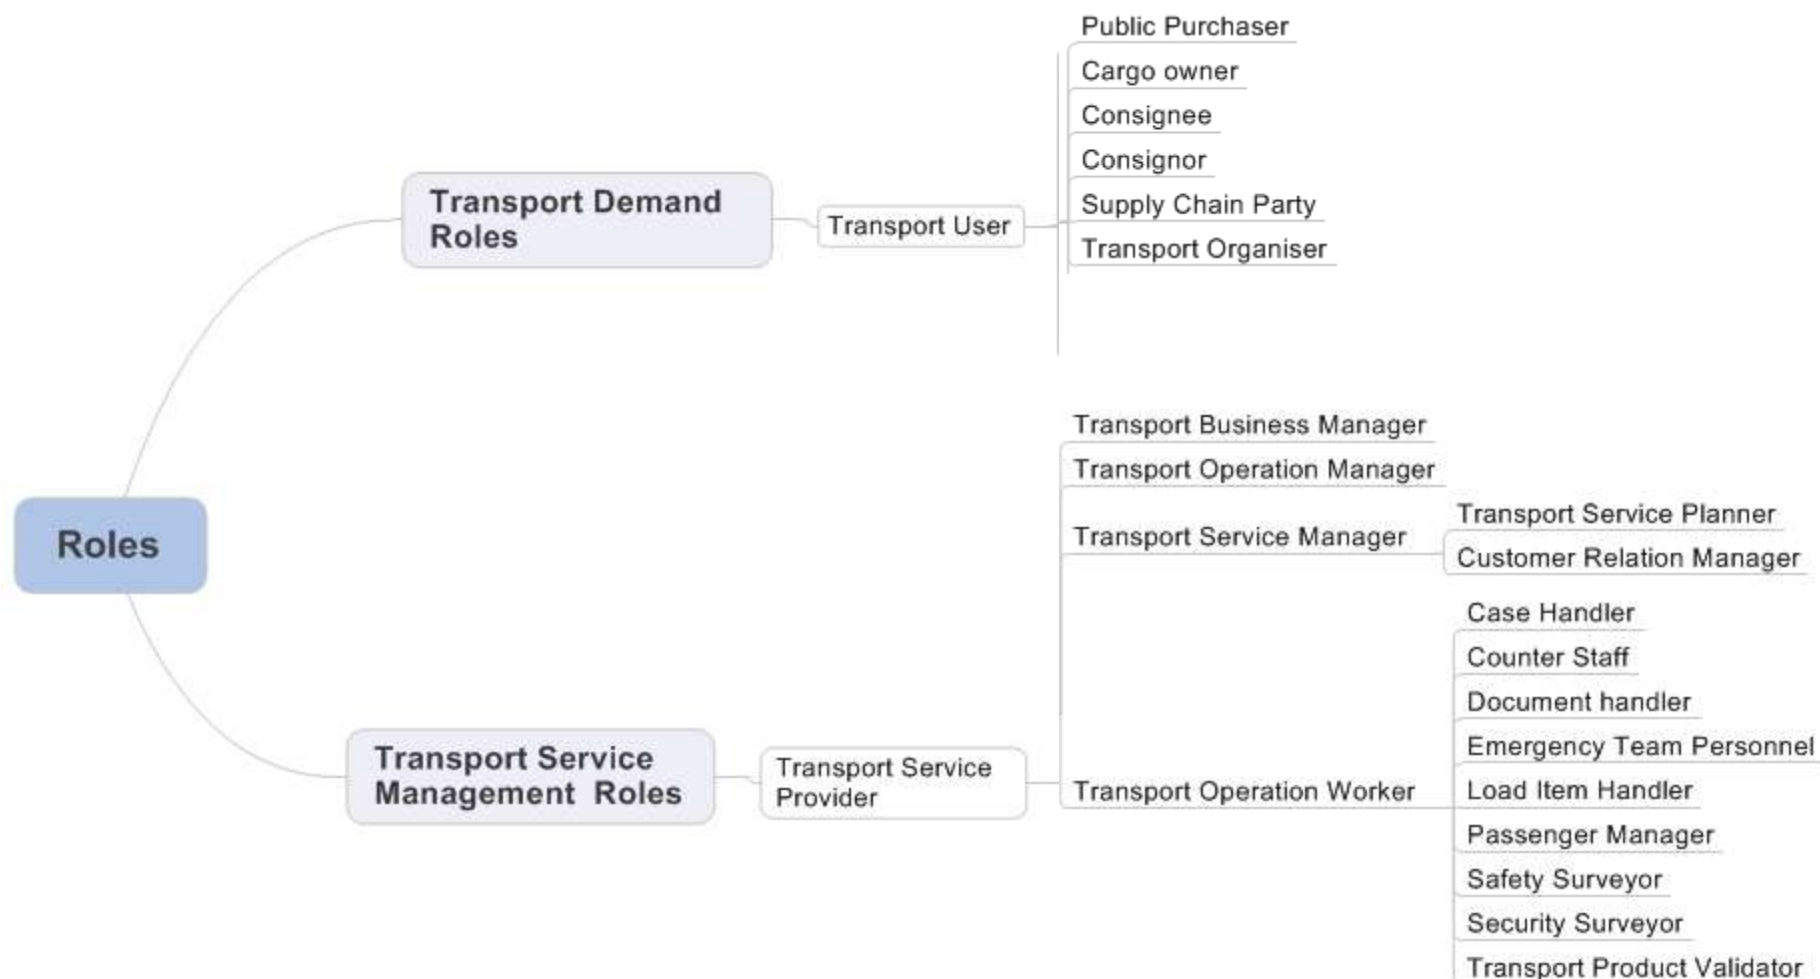 Public Purchaser
Cargo owner
Consignee
Consignor
Supply Chain Party
Transport Organiser
Transport Demand
Roles
Transport User
Roles
Transport Business Manager
Transport Operation Manager
Transport Service Manager
Transport Service Planner
Customer Relation Manager
Transport Service
Management  Roles
Transport Service
Provider
Transport Operation Worker
Case Handler
Counter Staff
Document handler
Emergency Team Personnel
Load Item Handler
Passenger Manager
Safety Surveyor
Security Surveyor
Transport Product Validator